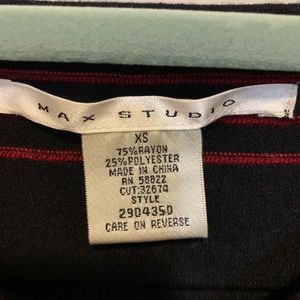 MAX STUDIO
XS
75%RAYON
25%POLYESTER
MADE IN CHINA
RN 58822
CUT:32674
STYLE
2904350
CARE ON REVERSE